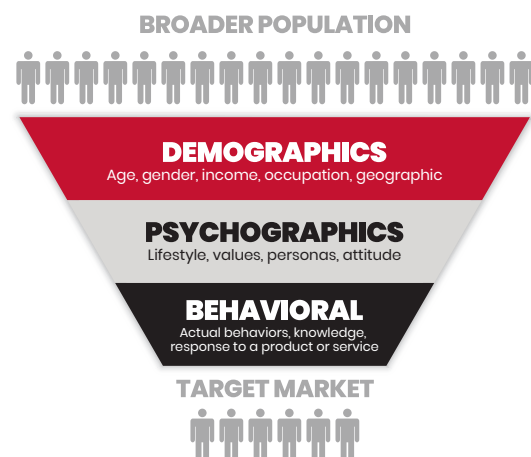 BROADER POPULATION
DEMOGRAPHICS
Age, gender, income, occupation, geographic
PSYCHOGRAPHICS
Lifestyle, values, personas, attitude
BEHAVIORAL
Actual behaviors, knowledge,
response to a product or service
TARGET MARKET